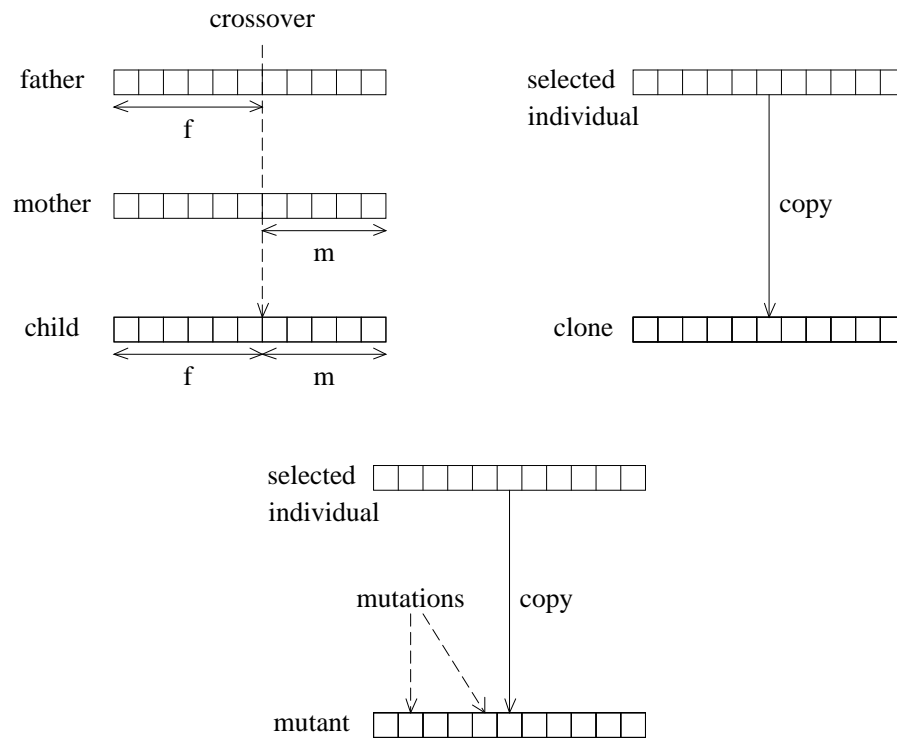 crossover
father
f
mother
m
child
f
m
selected
individual
copy
clone
selected
individual
mutations
copy
mutant